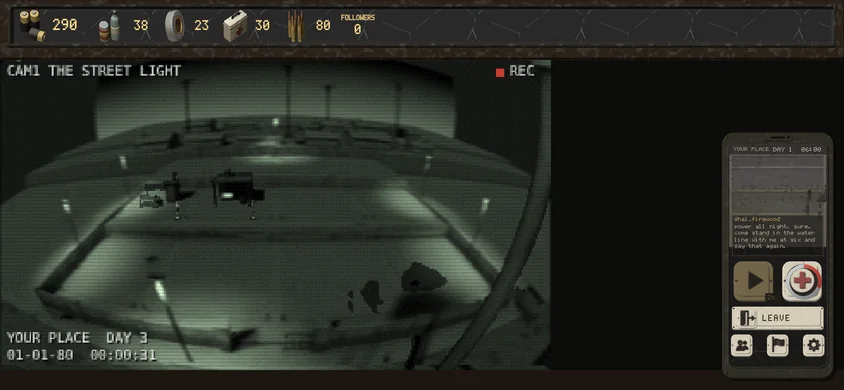 290
38
23
30
80
FOLLOWERS
0
CAM1 THE STREET LIGHT
REC
YOUR PLACE DAY 3
01-01-80 00:00:31
YOUR PLACE DAY 1 06:00
@hal_firewood
power all night. sure.
come stand in the water
line with me at six and
say that again.
LEAVE